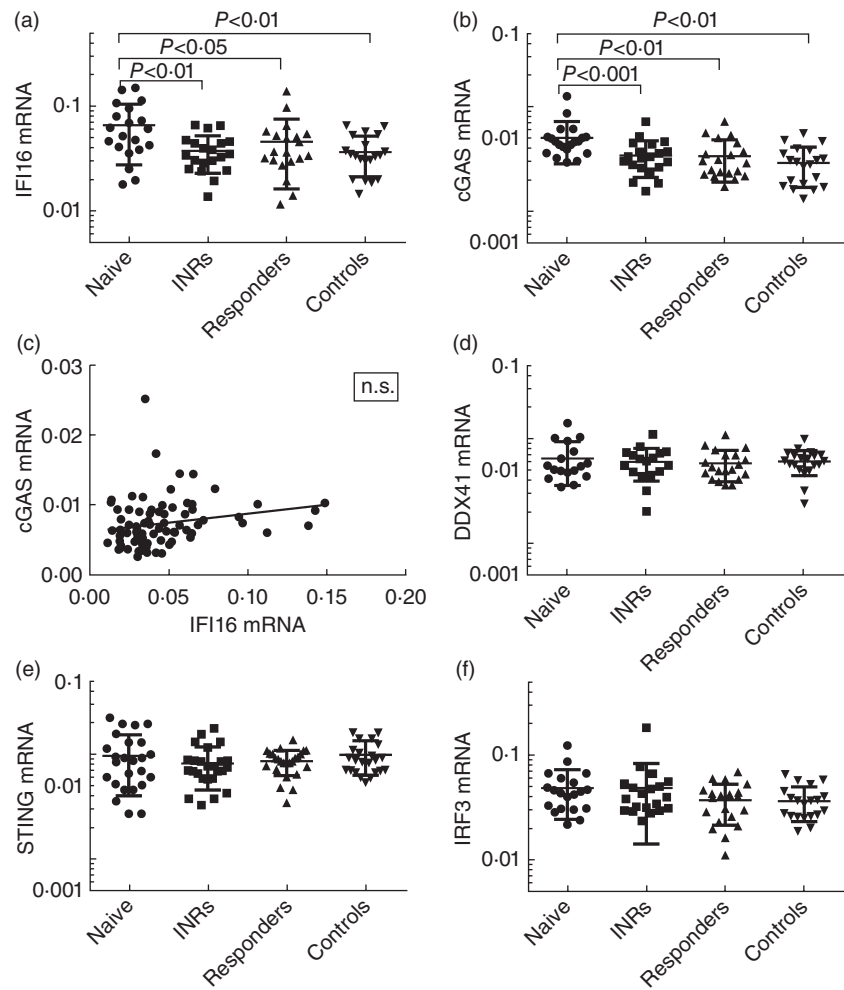 (a)
P<0·01
P<0·05
P<0·01
0·1
0·01
IFI16 mRNA
Naive
INRs
Responders
Controls
(b)
P<0·01
P<0·01
P<0·001
0·1
0·01
0·001
cGAS mRNA
Naive
INRs
Responders
Controls
(c)
n.s.
0·03
0·02
0·01
0·00
cGAS mRNA
0·00 0·05 0·10 0·15 0·20
IFI16 mRNA
(d)
0·1
0·01
0·001
DDX41 mRNA
Naive
INRs
Responders
Controls
(e)
0·1
0·01
0·001
STING mRNA
Naive
INRs
Responders
Controls
(f)
0·1
0·01
IRF3 mRNA
Naive
INRs
Responders
Controls